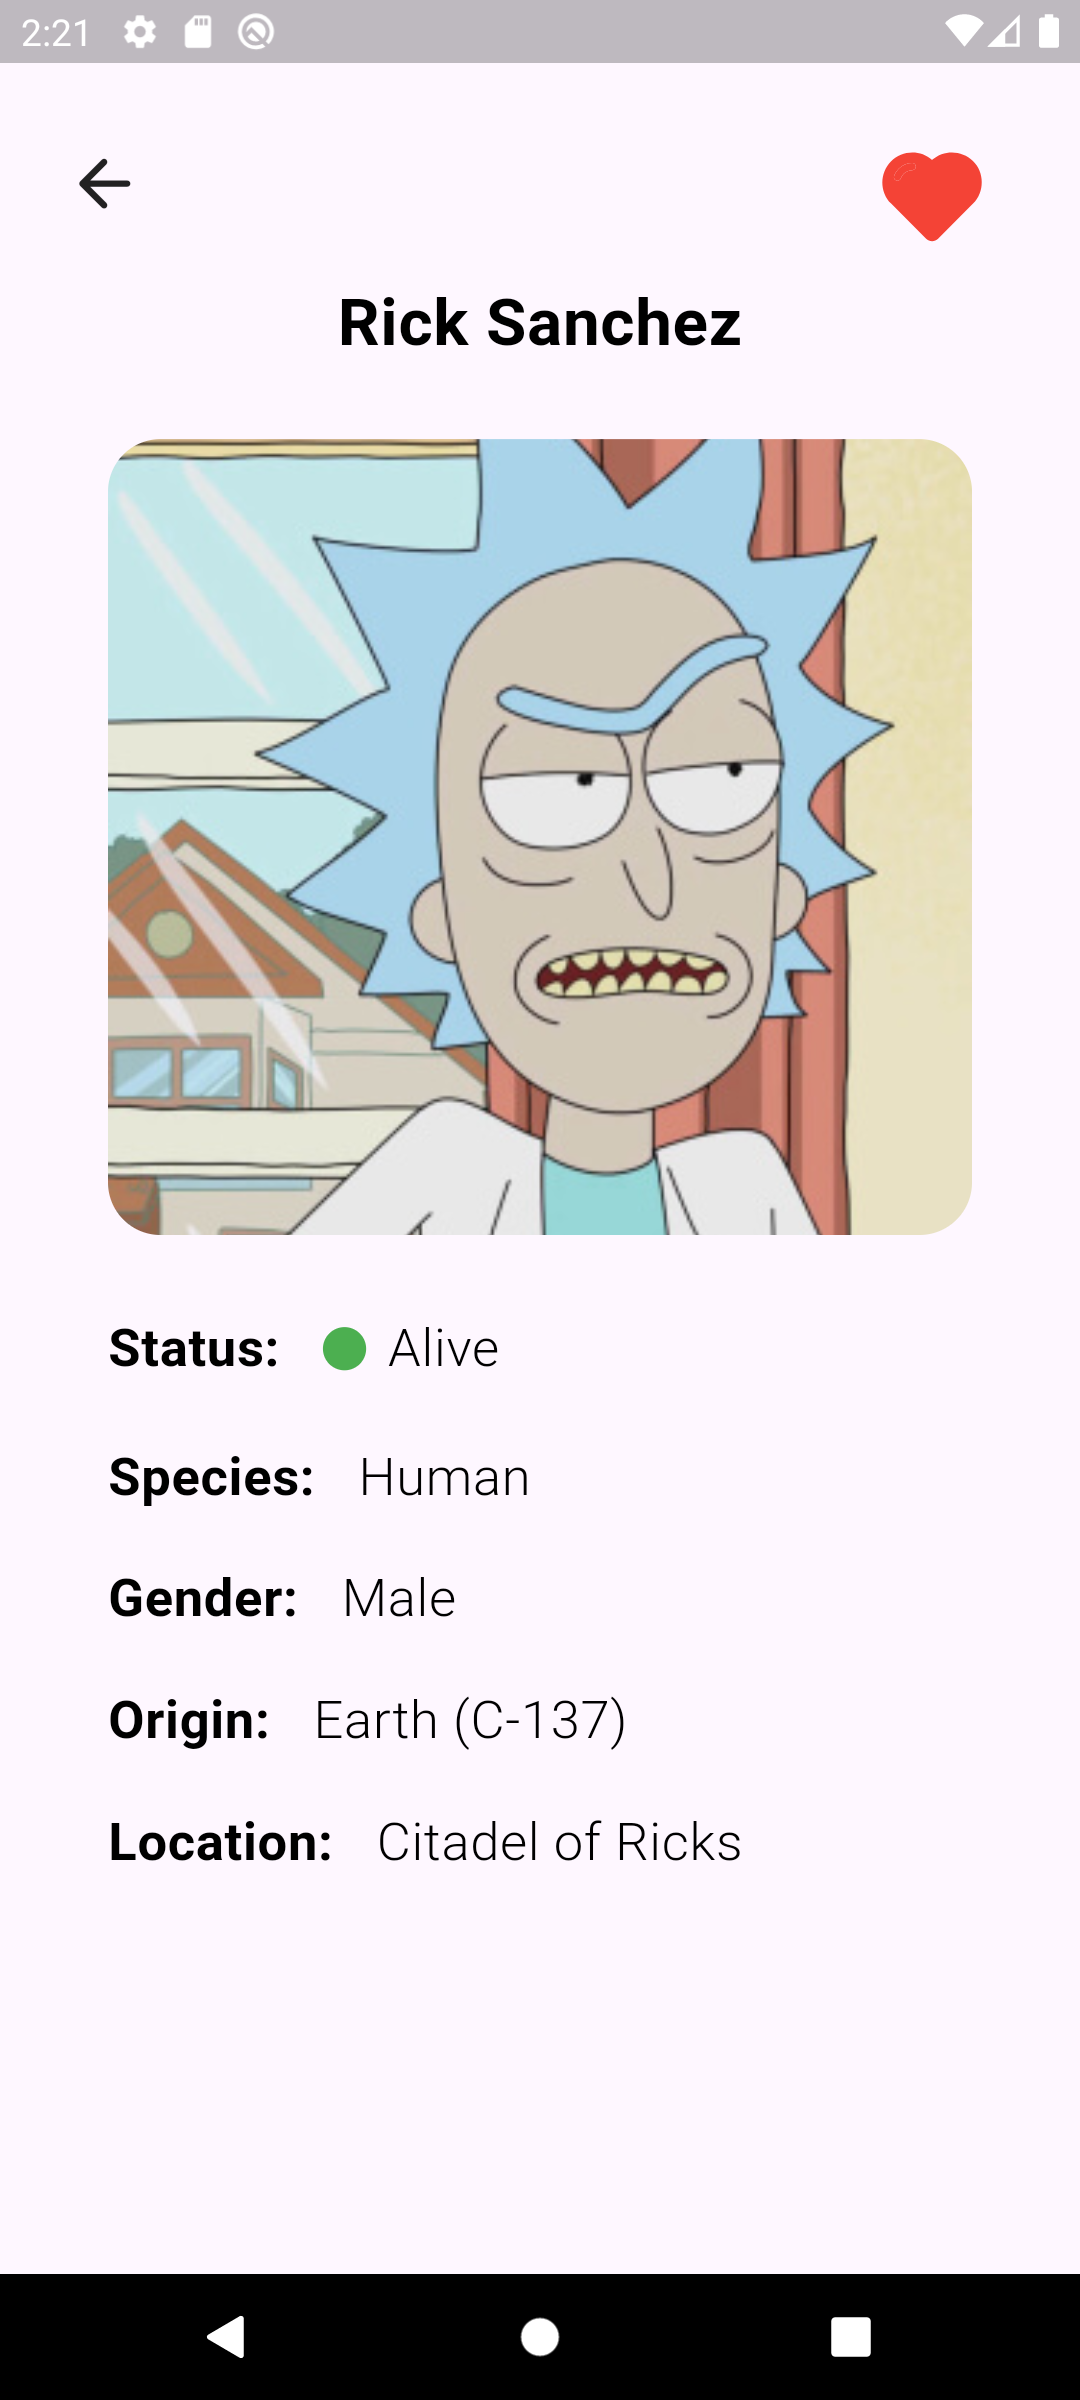 2:21
Rick Sanchez
Status: Alive
Species: Human
Gender: Male
Origin: Earth (C-137)
Location: Citadel of Ricks